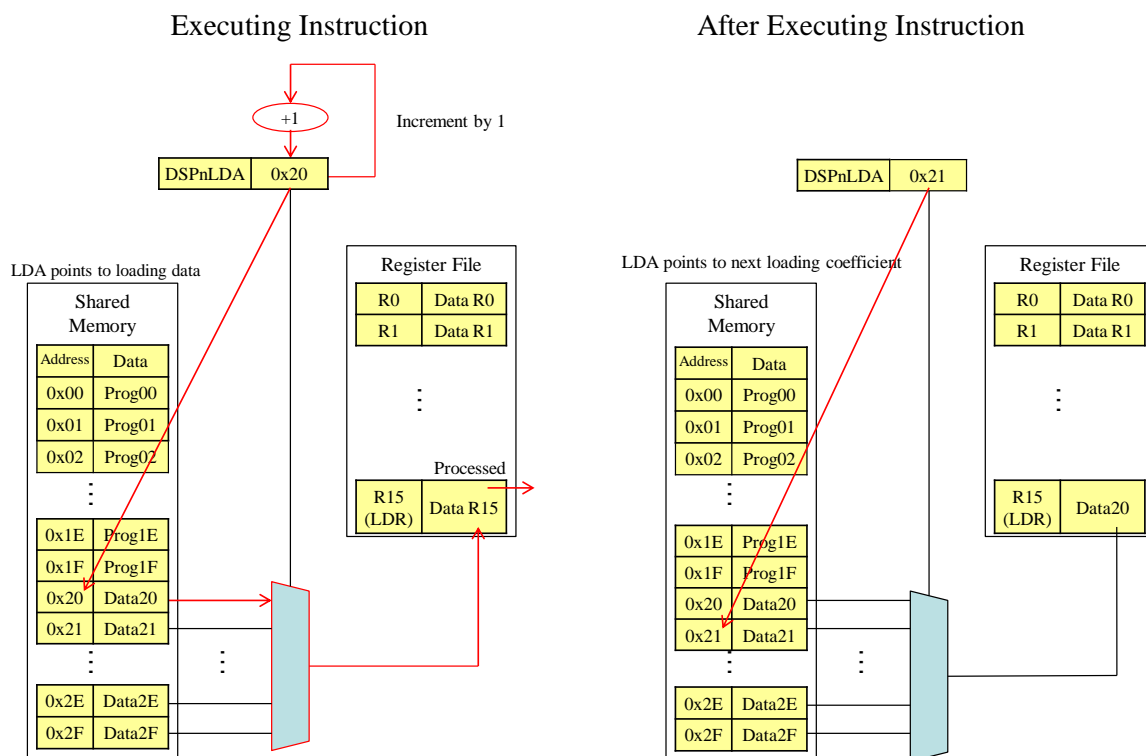 Executing Instruction
+1
Increment by 1
DSPnLDA 0x20
LDA points to loading data
Shared
Memory
Address Data
0x00 Prog00
0x01 Prog01
0x02 Prog02
⋮
0x1E Prog1E
0x1F Prog1F
0x20 Data20
0x21 Data21
⋮ ⋮
0x2E Data2E
0x2F Data2F
Register File
R0 Data R0
R1 Data R1
⋮
Processed
R15
(LDR) Data R15
After Executing Instruction
DSPnLDA 0x21
LDA points to next loading coefficient
Shared
Memory
Address Data
0x00 Prog00
0x01 Prog01
0x02 Prog02
⋮
0x1E Prog1E
0x1F Prog1F
0x20 Data20
0x21 Data21
⋮ ⋮
0x2E Data2E
0x2F Data2F
Register File
R0 Data R0
R1 Data R1
⋮
R15
(LDR) Data20